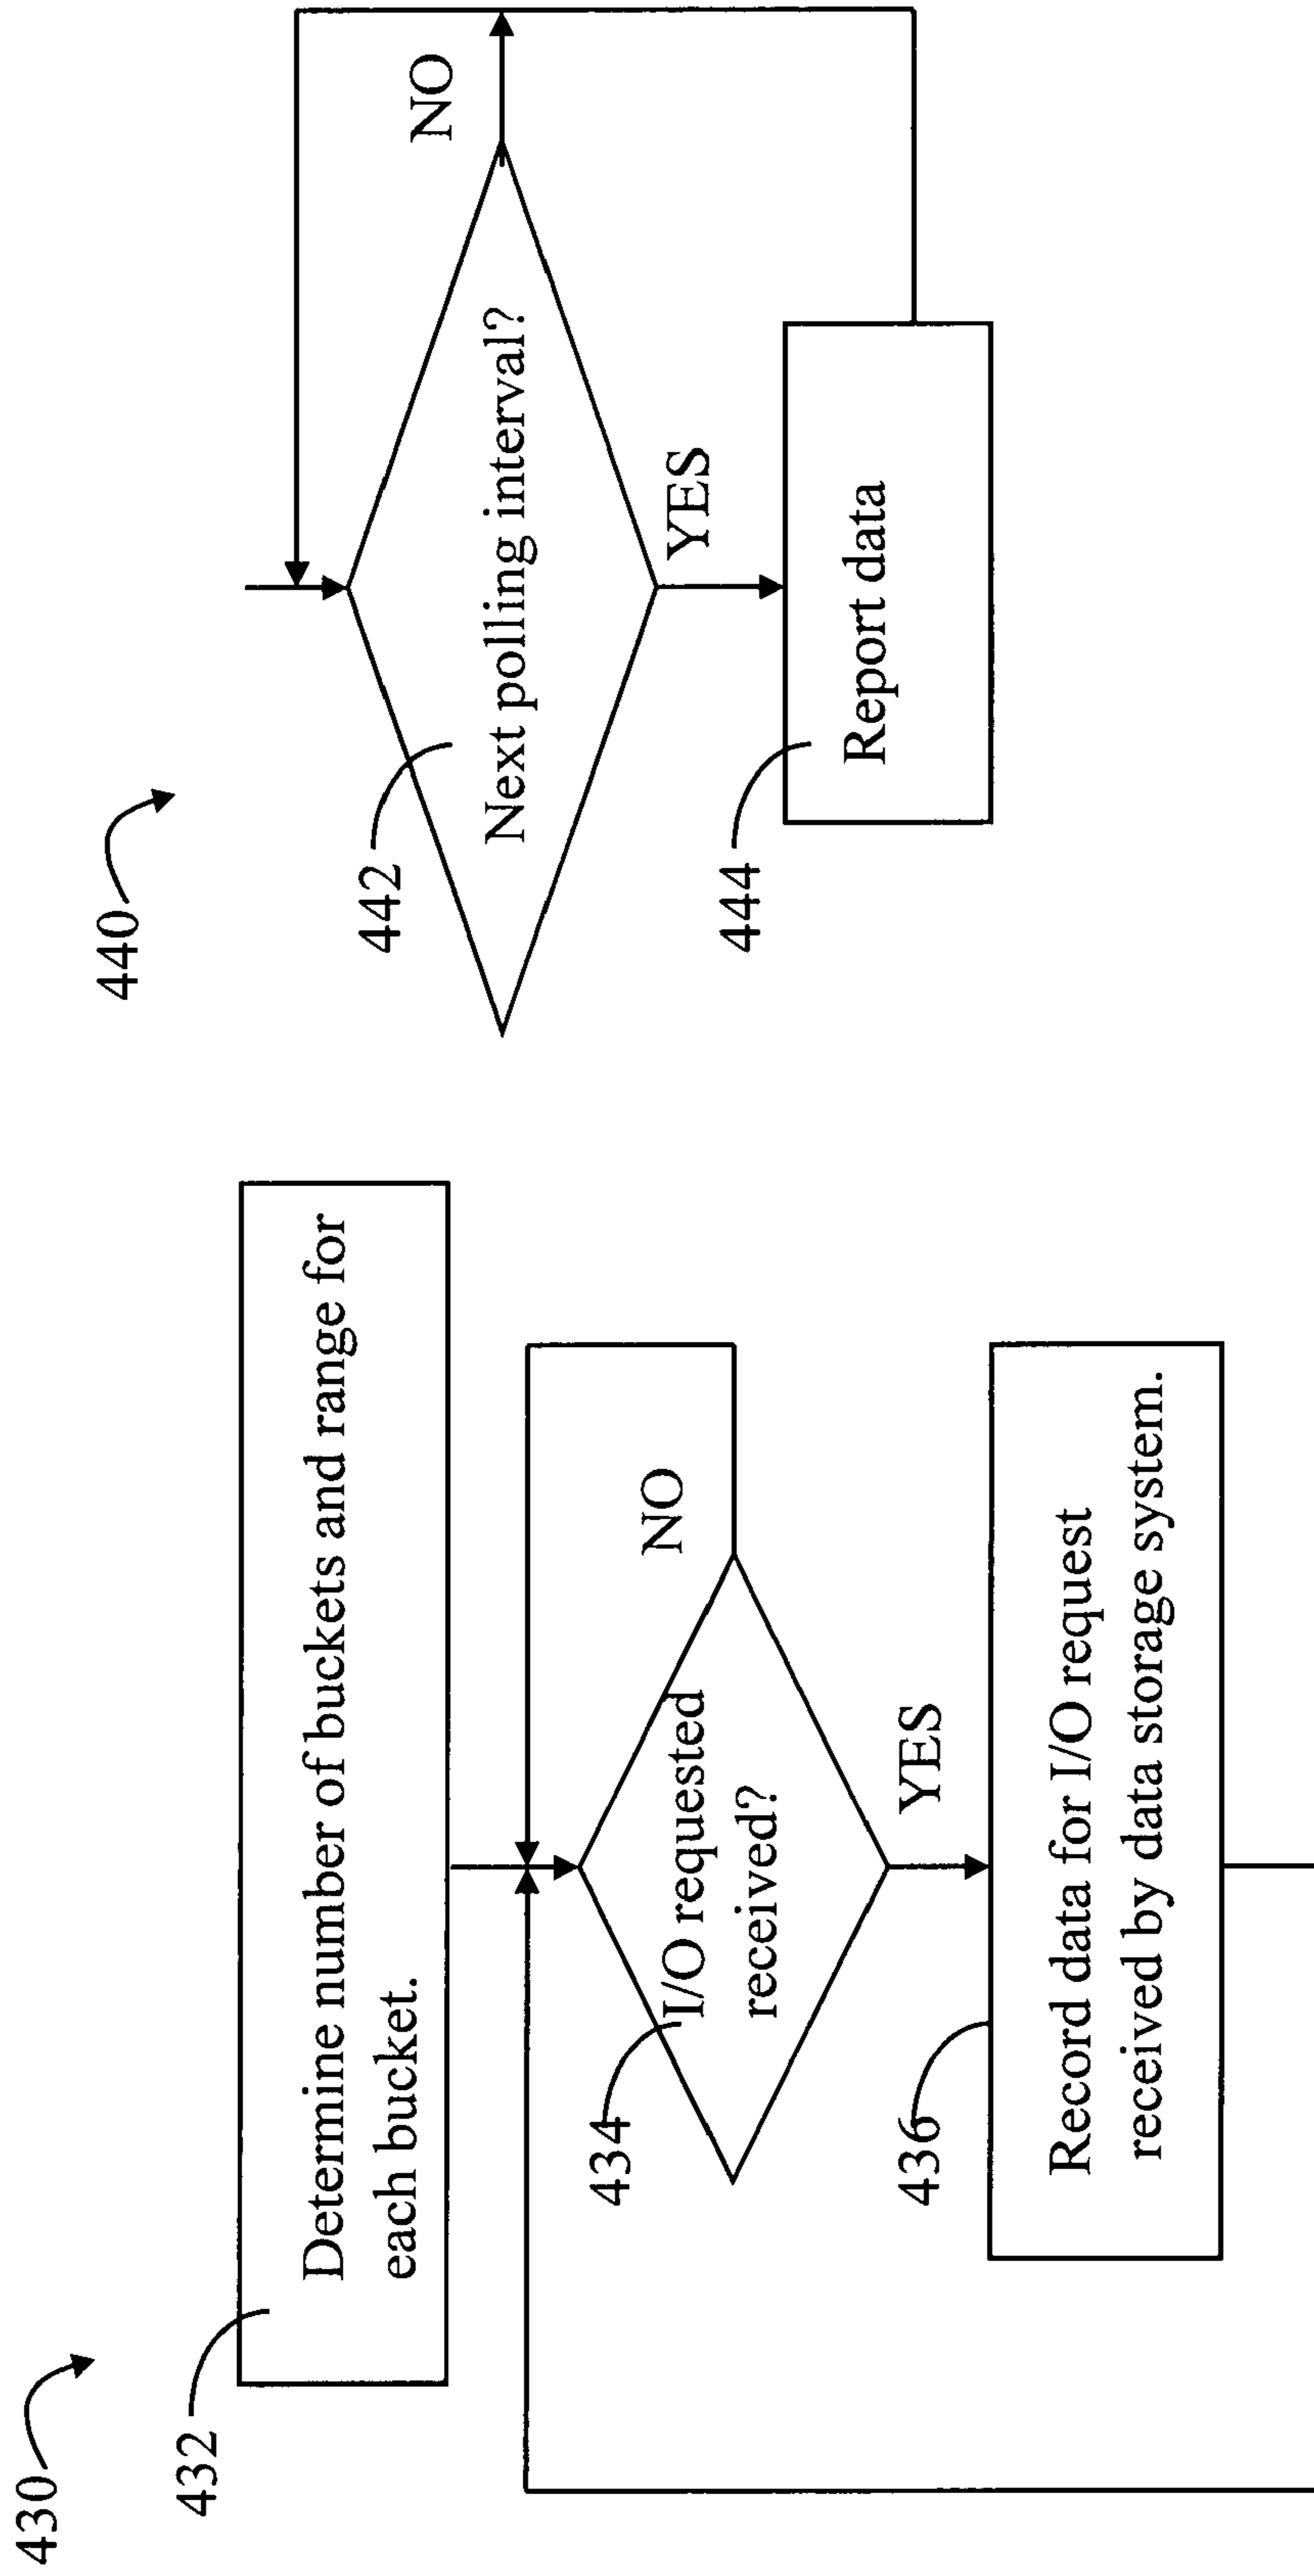 430
432
Determine number of buckets and range for
each bucket.
434
I/O requested
received?
NO
YES
436
Record data for I/O request
received by data storage system.
440
442
Next polling interval?
NO
YES
444
Report data